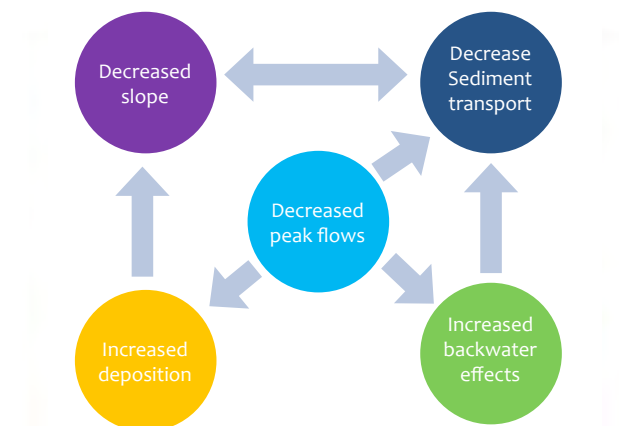 Decreased
slope
Decrease
Sediment
transport
Decreased
peak flows
Increased
deposition
Increased
backwater
effects